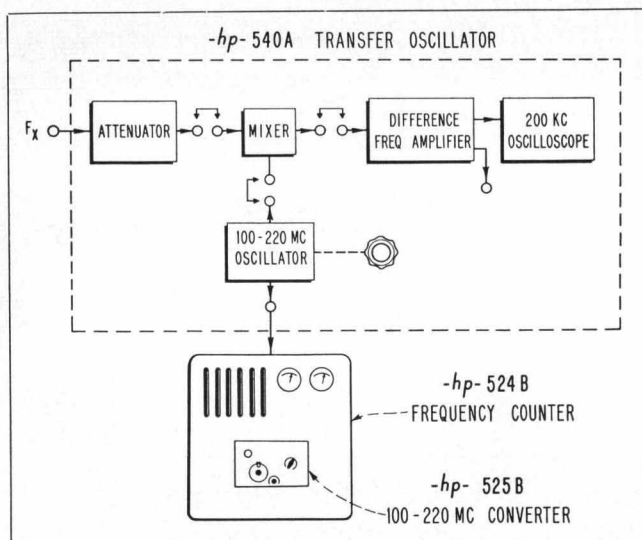 -hp- 540A TRANSFER OSCILLATOR
Fx
ATTENUATOR
MIXER
DIFFERENCE
FREQ AMPLIFIER
200 KC
OSCILLOSCOPE
100-220 MC
OSCILLATOR
-hp- 524B
FREQUENCY COUNTER
-hp- 525B
100-220 MC CONVERTER